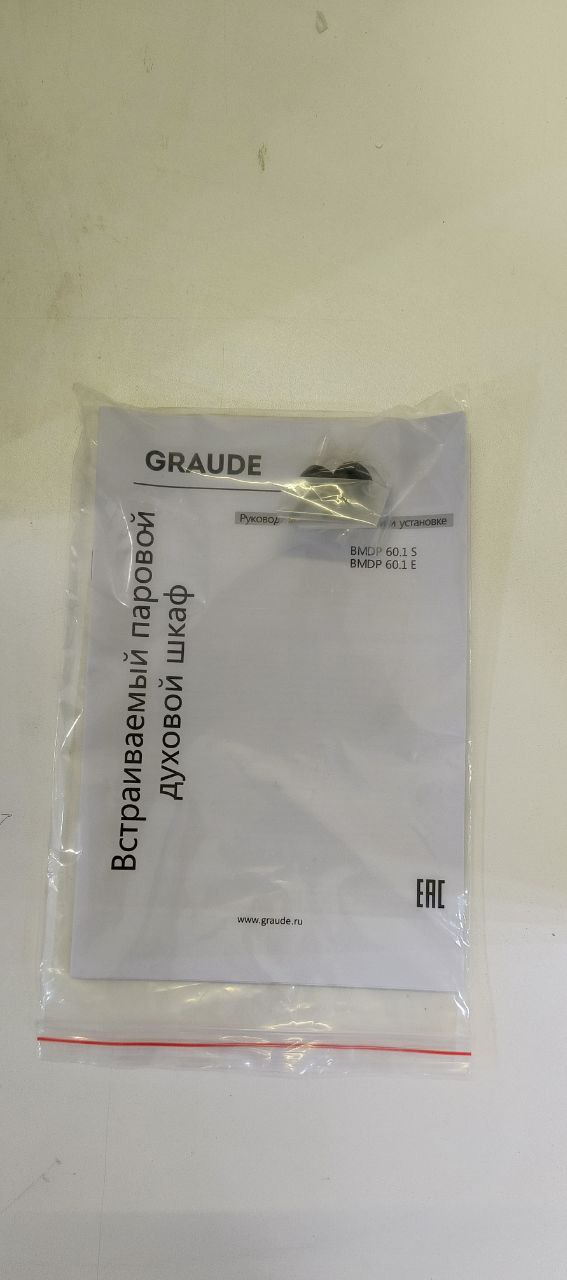 GRAUDE
Руковод и установке
BMDP 60.1 S
BMDP 60.1 E
Встраиваемый паровой
духовой шкаф
EAC
www.graude.ru